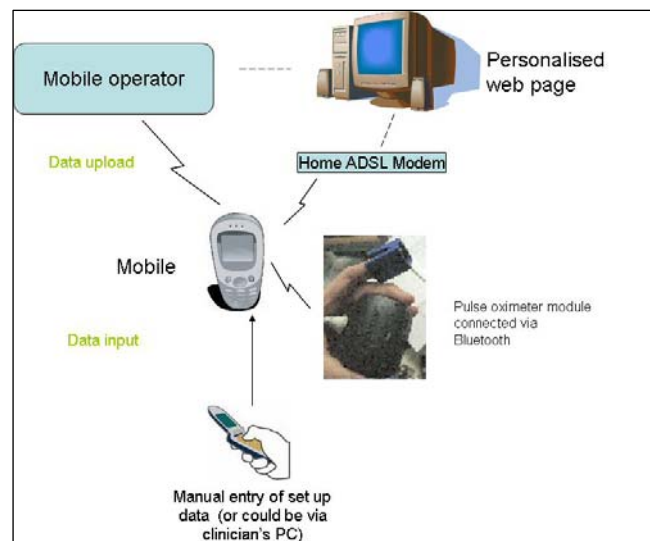 Mobile operator
Personalised
web page
Data upload
Home ADSL Modem
Mobile
Pulse oximeter module
connected via
Bluetooth
Data input
Manual entry of set up
data (or could be via
clinician's PC)